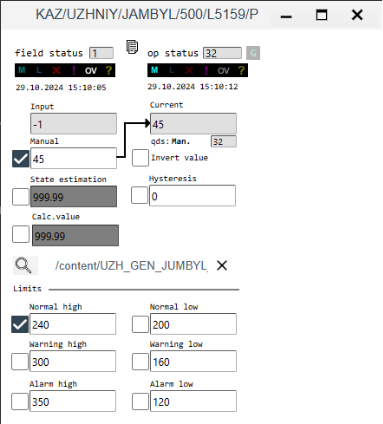 KAZ/UZHNIY/JAMBYL/500/L5159/P
field status 1
op status 32 G
M L X ! OV ?
M L X ! OV ?
29.10.2024 15:10:05
29.10.2024 15:10:12
Input
-1
Current
45
Manual
45
qds: Man. 32
Invert value
State estimation
999.99
Hysteresis
0
Calc.value
999.99
/content/UZH_GEN_JUMBYL
Limits
Normal high
240
Normal low
200
Warning high
300
Warning low
160
Alarm high
350
Alarm low
120